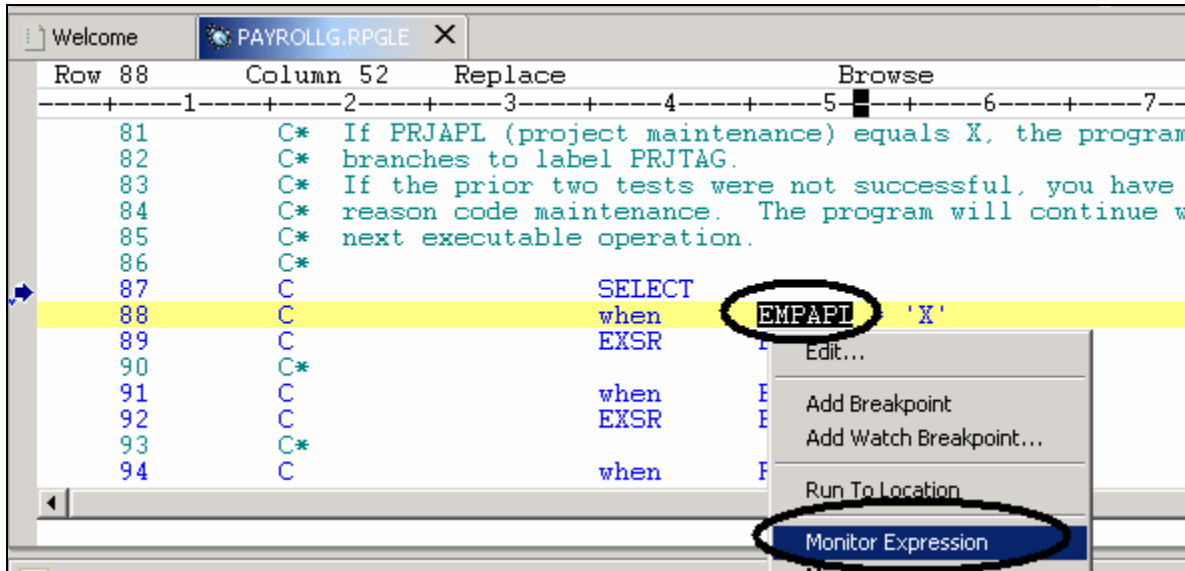 Welcome PAYROLLG.RPGLE
Row 88 Column 52 Replace Browse
----+----1----+----2----+----3----+----4----+----5----+----6----+----7--
81 C* If PRJAPL (project maintenance) equals X, the program
82 C* branches to label PRJTAG.
83 C* If the prior two tests were not successful, you have
84 C* reason code maintenance. The program will continue w
85 C* next executable operation.
86 C*
87 C SELECT
88 C when EMPAPL 'X'
89 C EXSR
Edit...
90 C*
91 C when
Add Breakpoint
92 C EXSR
Add Watch Breakpoint...
93 C*
94 C when
Run To Location
Monitor Expression